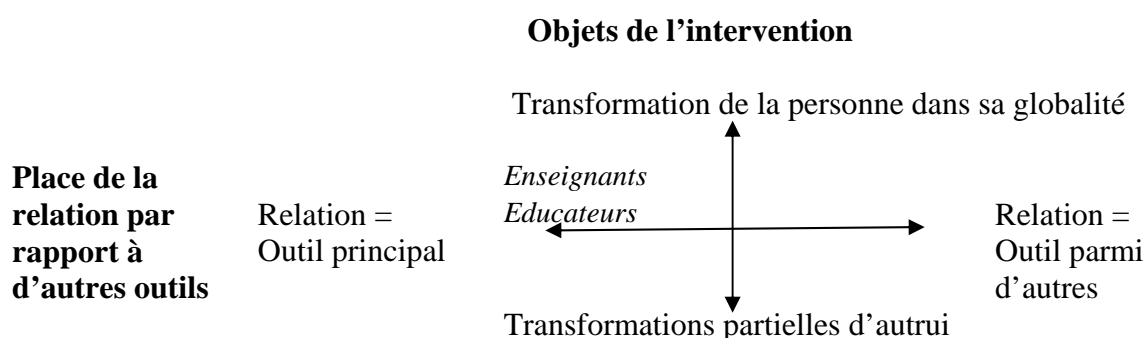 Objets de l’intervention
Transformation de la personne dans sa globalité
Place de la
relation par
rapport à
d’autres outils
Relation =
Outil principal
Enseignants
Educateurs
Relation =
Outil parmi
d’autres
Transformations partielles d’autrui